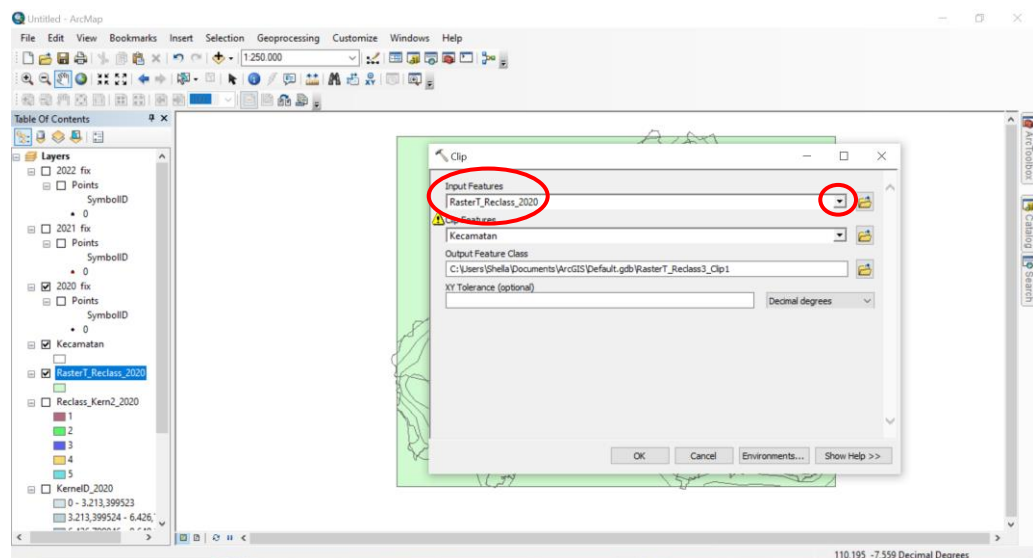 Untitled - ArcMap
File Edit View Bookmarks Insert Selection Geoprocessing Customize Windows Help
1:250.000
Table Of Contents
Layers
2022 fix
Points
SymbolID
0
2021 fix
Points
SymbolID
0
2020 fix
Points
SymbolID
0
Kecamatan
RasterT_Reclass_2020
Reclass_Kern2_2020
1
2
3
4
5
KernelD_2020
0 - 3.213,399523
3.213,399524 - 6.426,
Clip
Input Features
RasterT_Reclass_2020
Clip Features
Kecamatan
Output Feature Class
C:\Users\Shella\Documents\ArcGIS\Default.gdb\RasterT_Reclass3_Clip1
XY Tolerance (optional)
Decimal degrees
OK Cancel Environments... Show Help >>
ArcToolbox
Catalog
Search
110,195 -7,559 Decimal Degrees